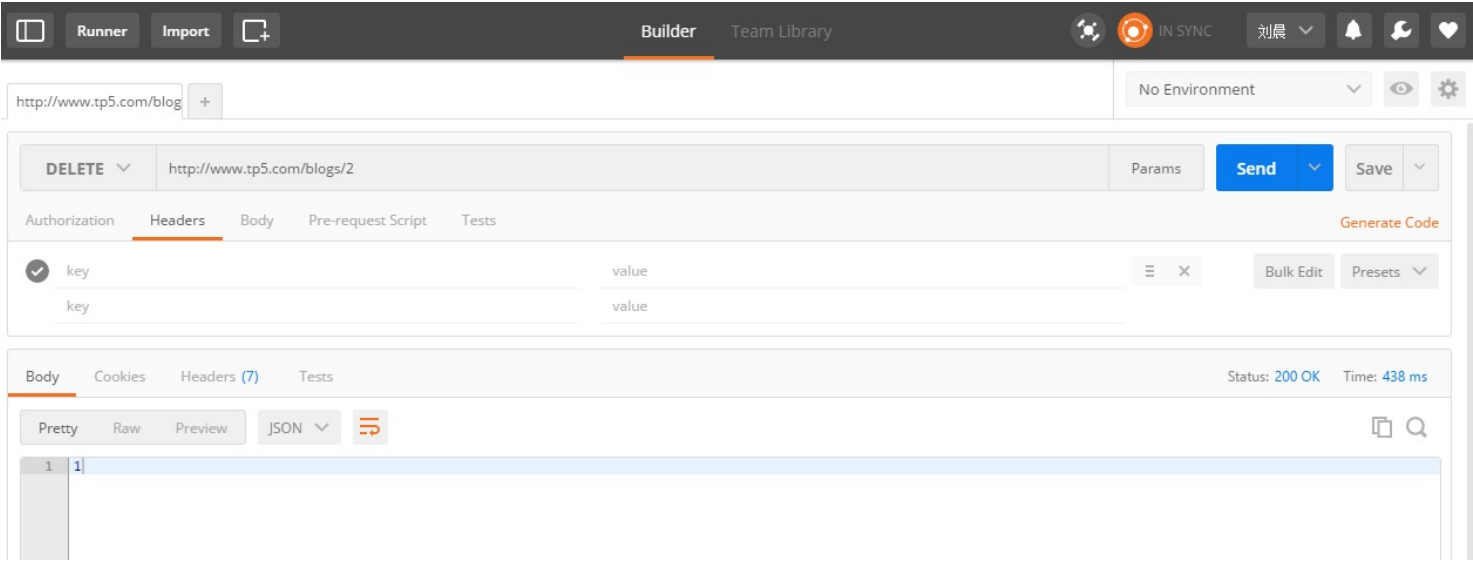 Runner Import Builder Team Library IN SYNC 刘晨
http://www.tp5.com/blog + No Environment
DELETE http://www.tp5.com/blogs/2 Params Send Save
Authorization Headers Body Pre-request Script Tests Generate Code
key value Bulk Edit Presets
key value
Body Cookies Headers (7) Tests Status: 200 OK Time: 438 ms
Pretty Raw Preview JSON
1 1